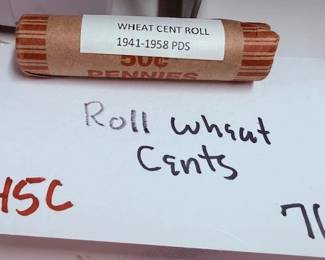 WHEAT CENT ROLL
1941-1958 PDS
50¢
PENNIES
Roll wheat
Cents
45C